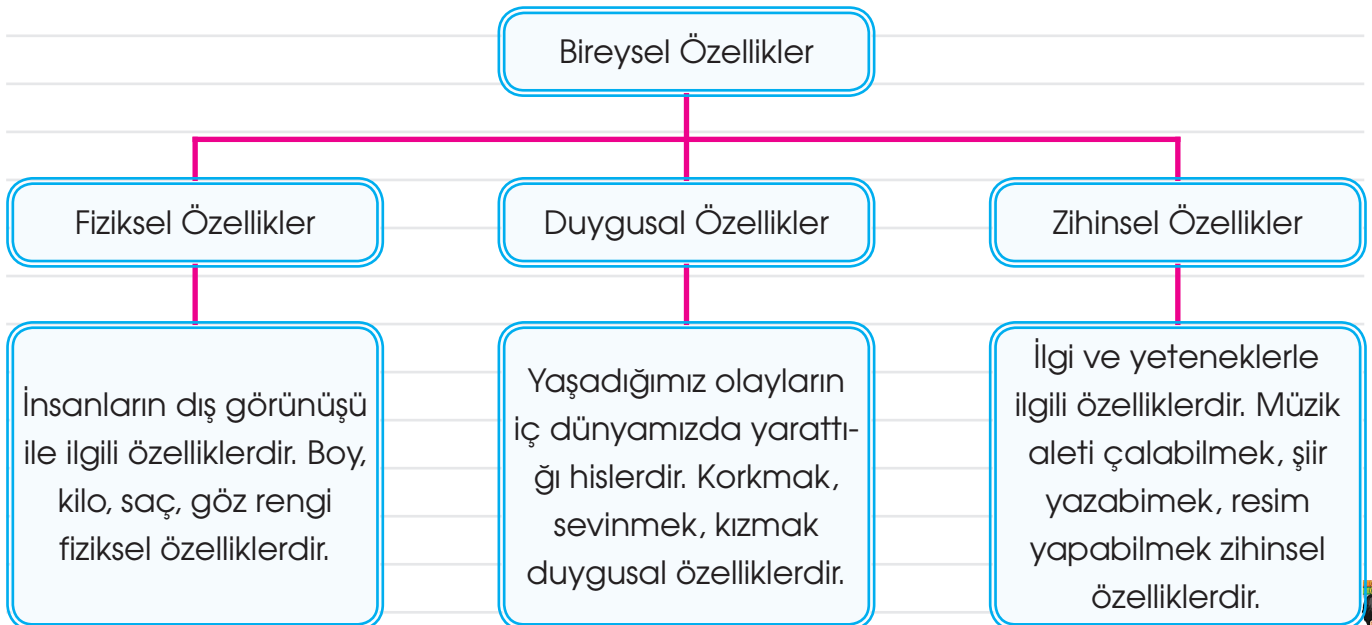 Bireysel Özellikler
Fiziksel Özellikler
Duygusal Özellikler
Zihinsel Özellikler
İnsanların dış görünüşü
ile ilgili özelliklerdir. Boy,
kilo, saç, göz rengi
fiziksel özelliklerdir.
Yaşadığımız olayların
iç dünyamızda yarattı-
ğı hislerdir. Korkmak,
sevinmek, kızmak
duygusal özelliklerdir.
İlgi ve yeteneklerle
ilgili özelliklerdir. Müzik
aleti çalabilmek, şiir
yazabimek, resim
yapabilmek zihinsel
özelliklerdir.